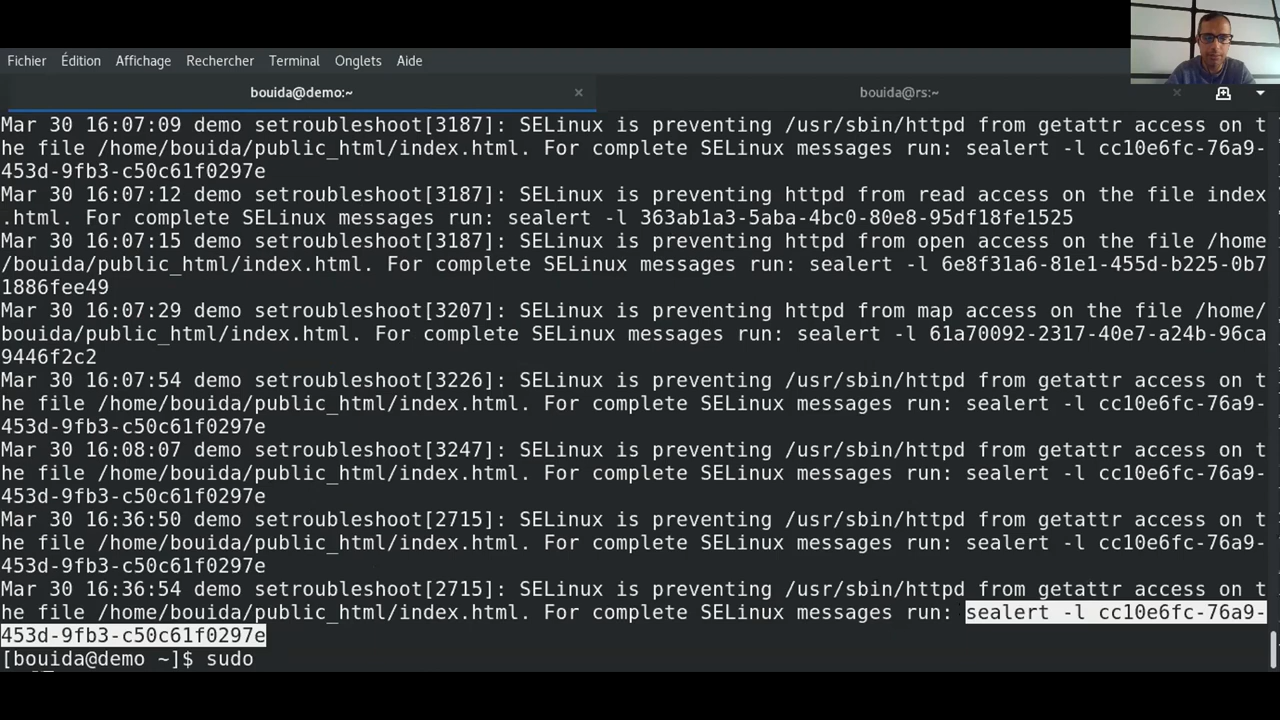 Fichier Édition Affichage Rechercher Terminal Onglets Aide
bouida@demo:~ × bouida@rs:~ ×
Mar 30 16:07:09 demo setroubleshoot[3187]: SELinux is preventing /usr/sbin/httpd from getattr access on t
he file /home/bouida/public_html/index.html. For complete SELinux messages run: sealert -l cc10e6fc-76a9-
453d-9fb3-c50c61f0297e
Mar 30 16:07:12 demo setroubleshoot[3187]: SELinux is preventing httpd from read access on the file index
.html. For complete SELinux messages run: sealert -l 363ab1a3-5aba-4bc0-80e8-95df18fe1525
Mar 30 16:07:15 demo setroubleshoot[3187]: SELinux is preventing httpd from open access on the file /home
/bouida/public_html/index.html. For complete SELinux messages run: sealert -l 6e8f31a6-81e1-455d-b225-0b7
1886fee49
Mar 30 16:07:29 demo setroubleshoot[3207]: SELinux is preventing httpd from map access on the file /home/
bouida/public_html/index.html. For complete SELinux messages run: sealert -l 61a70092-2317-40e7-a24b-96ca
9446f2c2
Mar 30 16:07:54 demo setroubleshoot[3226]: SELinux is preventing /usr/sbin/httpd from getattr access on t
he file /home/bouida/public_html/index.html. For complete SELinux messages run: sealert -l cc10e6fc-76a9-
453d-9fb3-c50c61f0297e
Mar 30 16:08:07 demo setroubleshoot[3247]: SELinux is preventing /usr/sbin/httpd from getattr access on t
he file /home/bouida/public_html/index.html. For complete SELinux messages run: sealert -l cc10e6fc-76a9-
453d-9fb3-c50c61f0297e
Mar 30 16:36:50 demo setroubleshoot[2715]: SELinux is preventing /usr/sbin/httpd from getattr access on t
he file /home/bouida/public_html/index.html. For complete SELinux messages run: sealert -l cc10e6fc-76a9-
453d-9fb3-c50c61f0297e
Mar 30 16:36:54 demo setroubleshoot[2715]: SELinux is preventing /usr/sbin/httpd from getattr access on t
he file /home/bouida/public_html/index.html. For complete SELinux messages run: sealert -l cc10e6fc-76a9-
453d-9fb3-c50c61f0297e
[bouida@demo ~]$ sudo